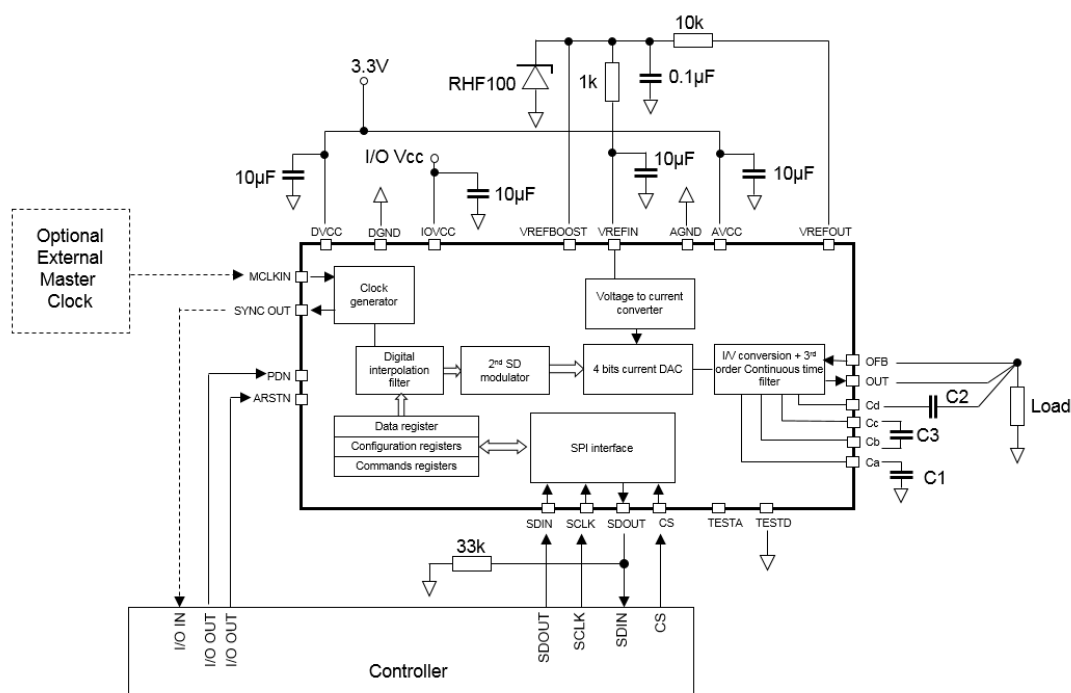 10k
3.3V
RHF100
1k
0.1µF
I/O Vcc
10µF
10µF
10µF
10µF
DVCC
DGND
IOVCC
VREFBOOST
VREFIN
AGND
AVCC
VREFOUT
Optional
External
Master
Clock
MCLKIN
SYNC OUT
PDN
ARSTN
Clock
generator
Voltage to current
converter
Digital
interpolation
filter
2nd SD
modulator
4 bits current DAC
I/V conversion + 3rd
order Continuous time
filter
OFB
OUT
Cd
Cc
Cb
Ca
C2
C3
C1
Load
Data register
Configuration registers
Commands registers
SPI interface
SDIN
SCLK
SDOUT
CS
TESTA
TESTD
33k
I/O IN
I/O OUT
I/O OUT
SDOUT
SCLK
SDIN
CS
Controller